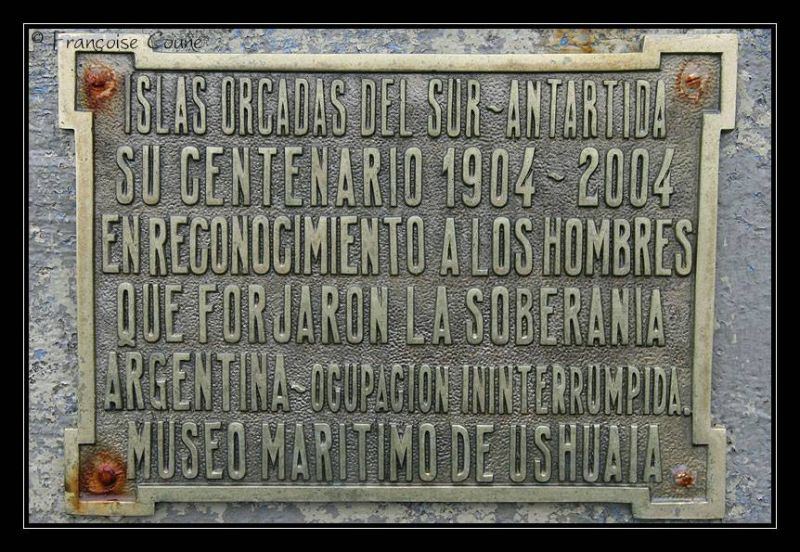 © Françoise Coune
ISLAS ORCADAS DEL SUR-ANTARTIDA
SU CENTENARIO 1904-2004
EN RECONOCIMIENTO A LOS HOMBRES
QUE FORJARON LA SOBERANIA
ARGENTINA-OCUPACION ININTERRUMPIDA.
MUSEO MARITIMO DE USHUAIA